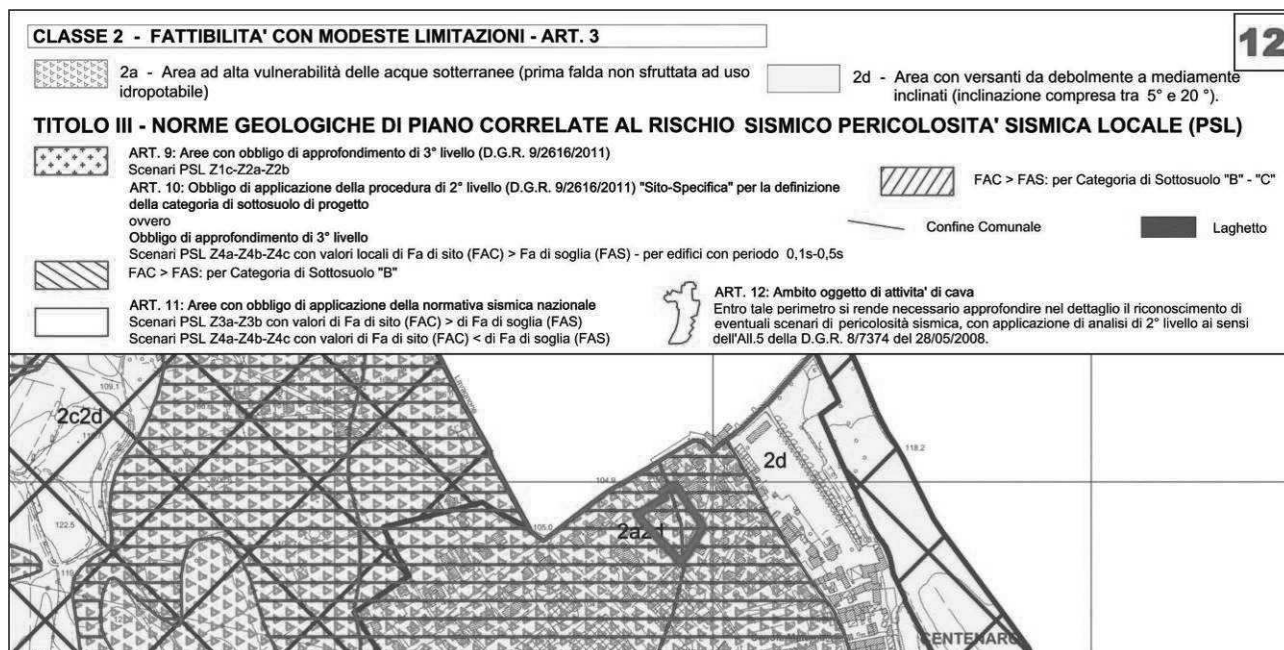 CLASSE 2 - FATTIBILITA' CON MODESTE LIMITAZIONI - ART. 3
12
2a - Area ad alta vulnerabilità delle acque sotterranee (prima falda non sfruttata ad uso
idropotabile)
2d - Area con versanti da debolmente a mediamente
inclinati (inclinazione compresa tra 5° e 20 °).
TITOLO III - NORME GEOLOGICHE DI PIANO CORRELATE AL RISCHIO SISMICO PERICOLOSITA' SISMICA LOCALE (PSL)
ART. 9: Aree con obbligo di approfondimento di 3° livello (D.G.R. 9/2616/2011)
Scenari PSL Z1c-Z2a-Z2b
ART. 10: Obbligo di applicazione della procedura di 2° livello (D.G.R. 9/2616/2011) "Sito-Specifica" per la definizione
della categoria di sottosuolo di progetto
ovvero
Obbligo di approfondimento di 3° livello
Scenari PSL Z4a-Z4b-Z4c con valori locali di Fa di sito (FAC) > Fa di soglia (FAS) - per edifici con periodo 0,1s-0,5s
FAC > FAS: per Categoria di Sottosuolo "B"
FAC > FAS: per Categoria di Sottosuolo "B" - "C"
Confine Comunale
Laghetto
ART. 11: Aree con obbligo di applicazione della normativa sismica nazionale
Scenari PSL Z3a-Z3b con valori di Fa di sito (FAC) > di Fa di soglia (FAS)
Scenari PSL Z4a-Z4b-Z4c con valori di Fa di sito (FAC) < di Fa di soglia (FAS)
ART. 12: Ambito oggetto di attivita' di cava
Entro tale perimetro si rende necessario approfondire nel dettaglio il riconoscimento di
eventuali scenari di pericolosità sismica, con applicazione di analisi di 2° livello ai sensi
dell'All.5 della D.G.R. 8/7374 del 28/05/2008.
109.1
2c2d
118.2
2d
104.9
122.5
105.0
2a2d
CENTENARO